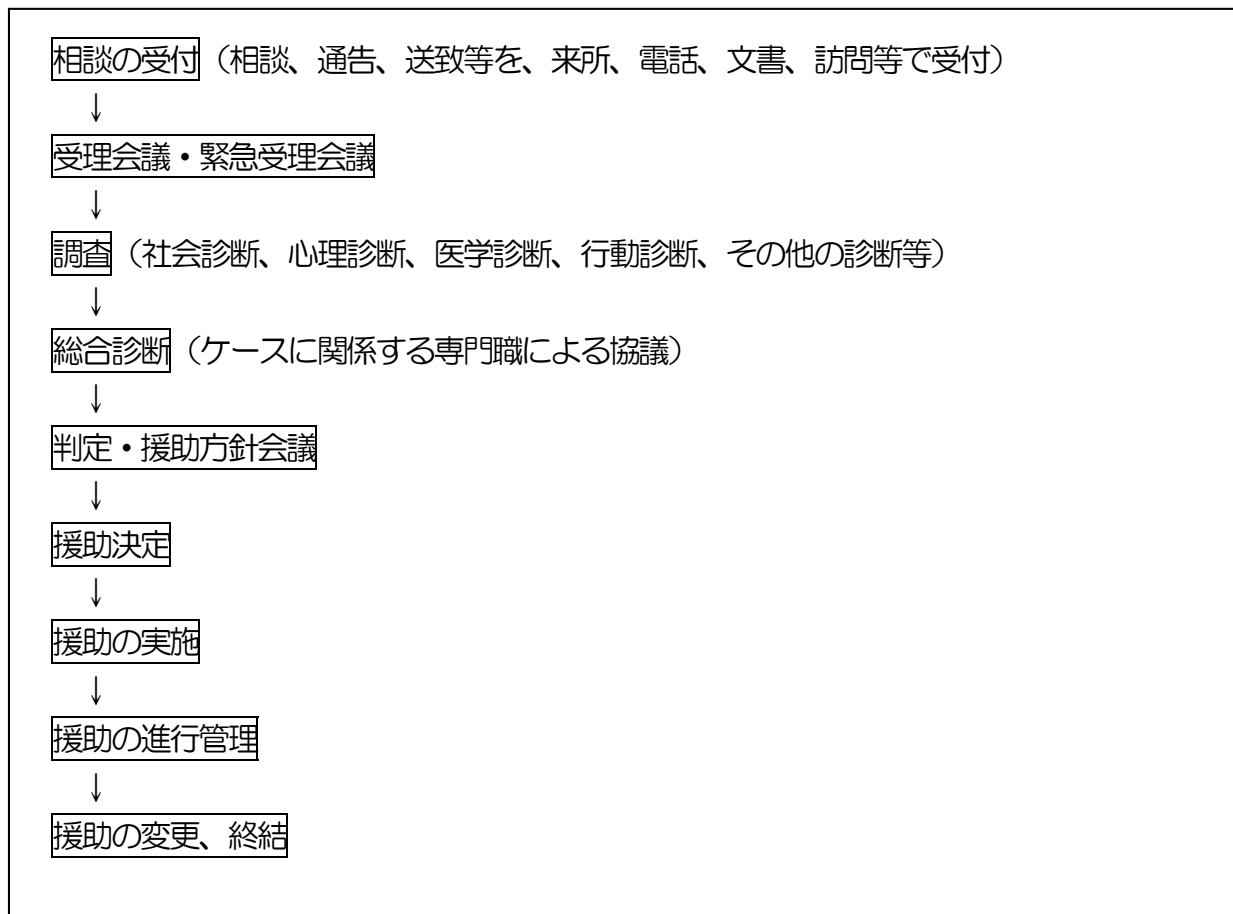 相談の受付（相談、通告、送致等を、来所、電話、文書、訪問等で受付）
↓
受理会議・緊急受理会議
↓
調査（社会診断、心理診断、医学診断、行動診断、その他の診断等）
↓
総合診断（ケースに関係する専門職による協議）
↓
判定・援助方針会議
↓
援助決定
↓
援助の実施
↓
援助の進行管理
↓
援助の変更、終結